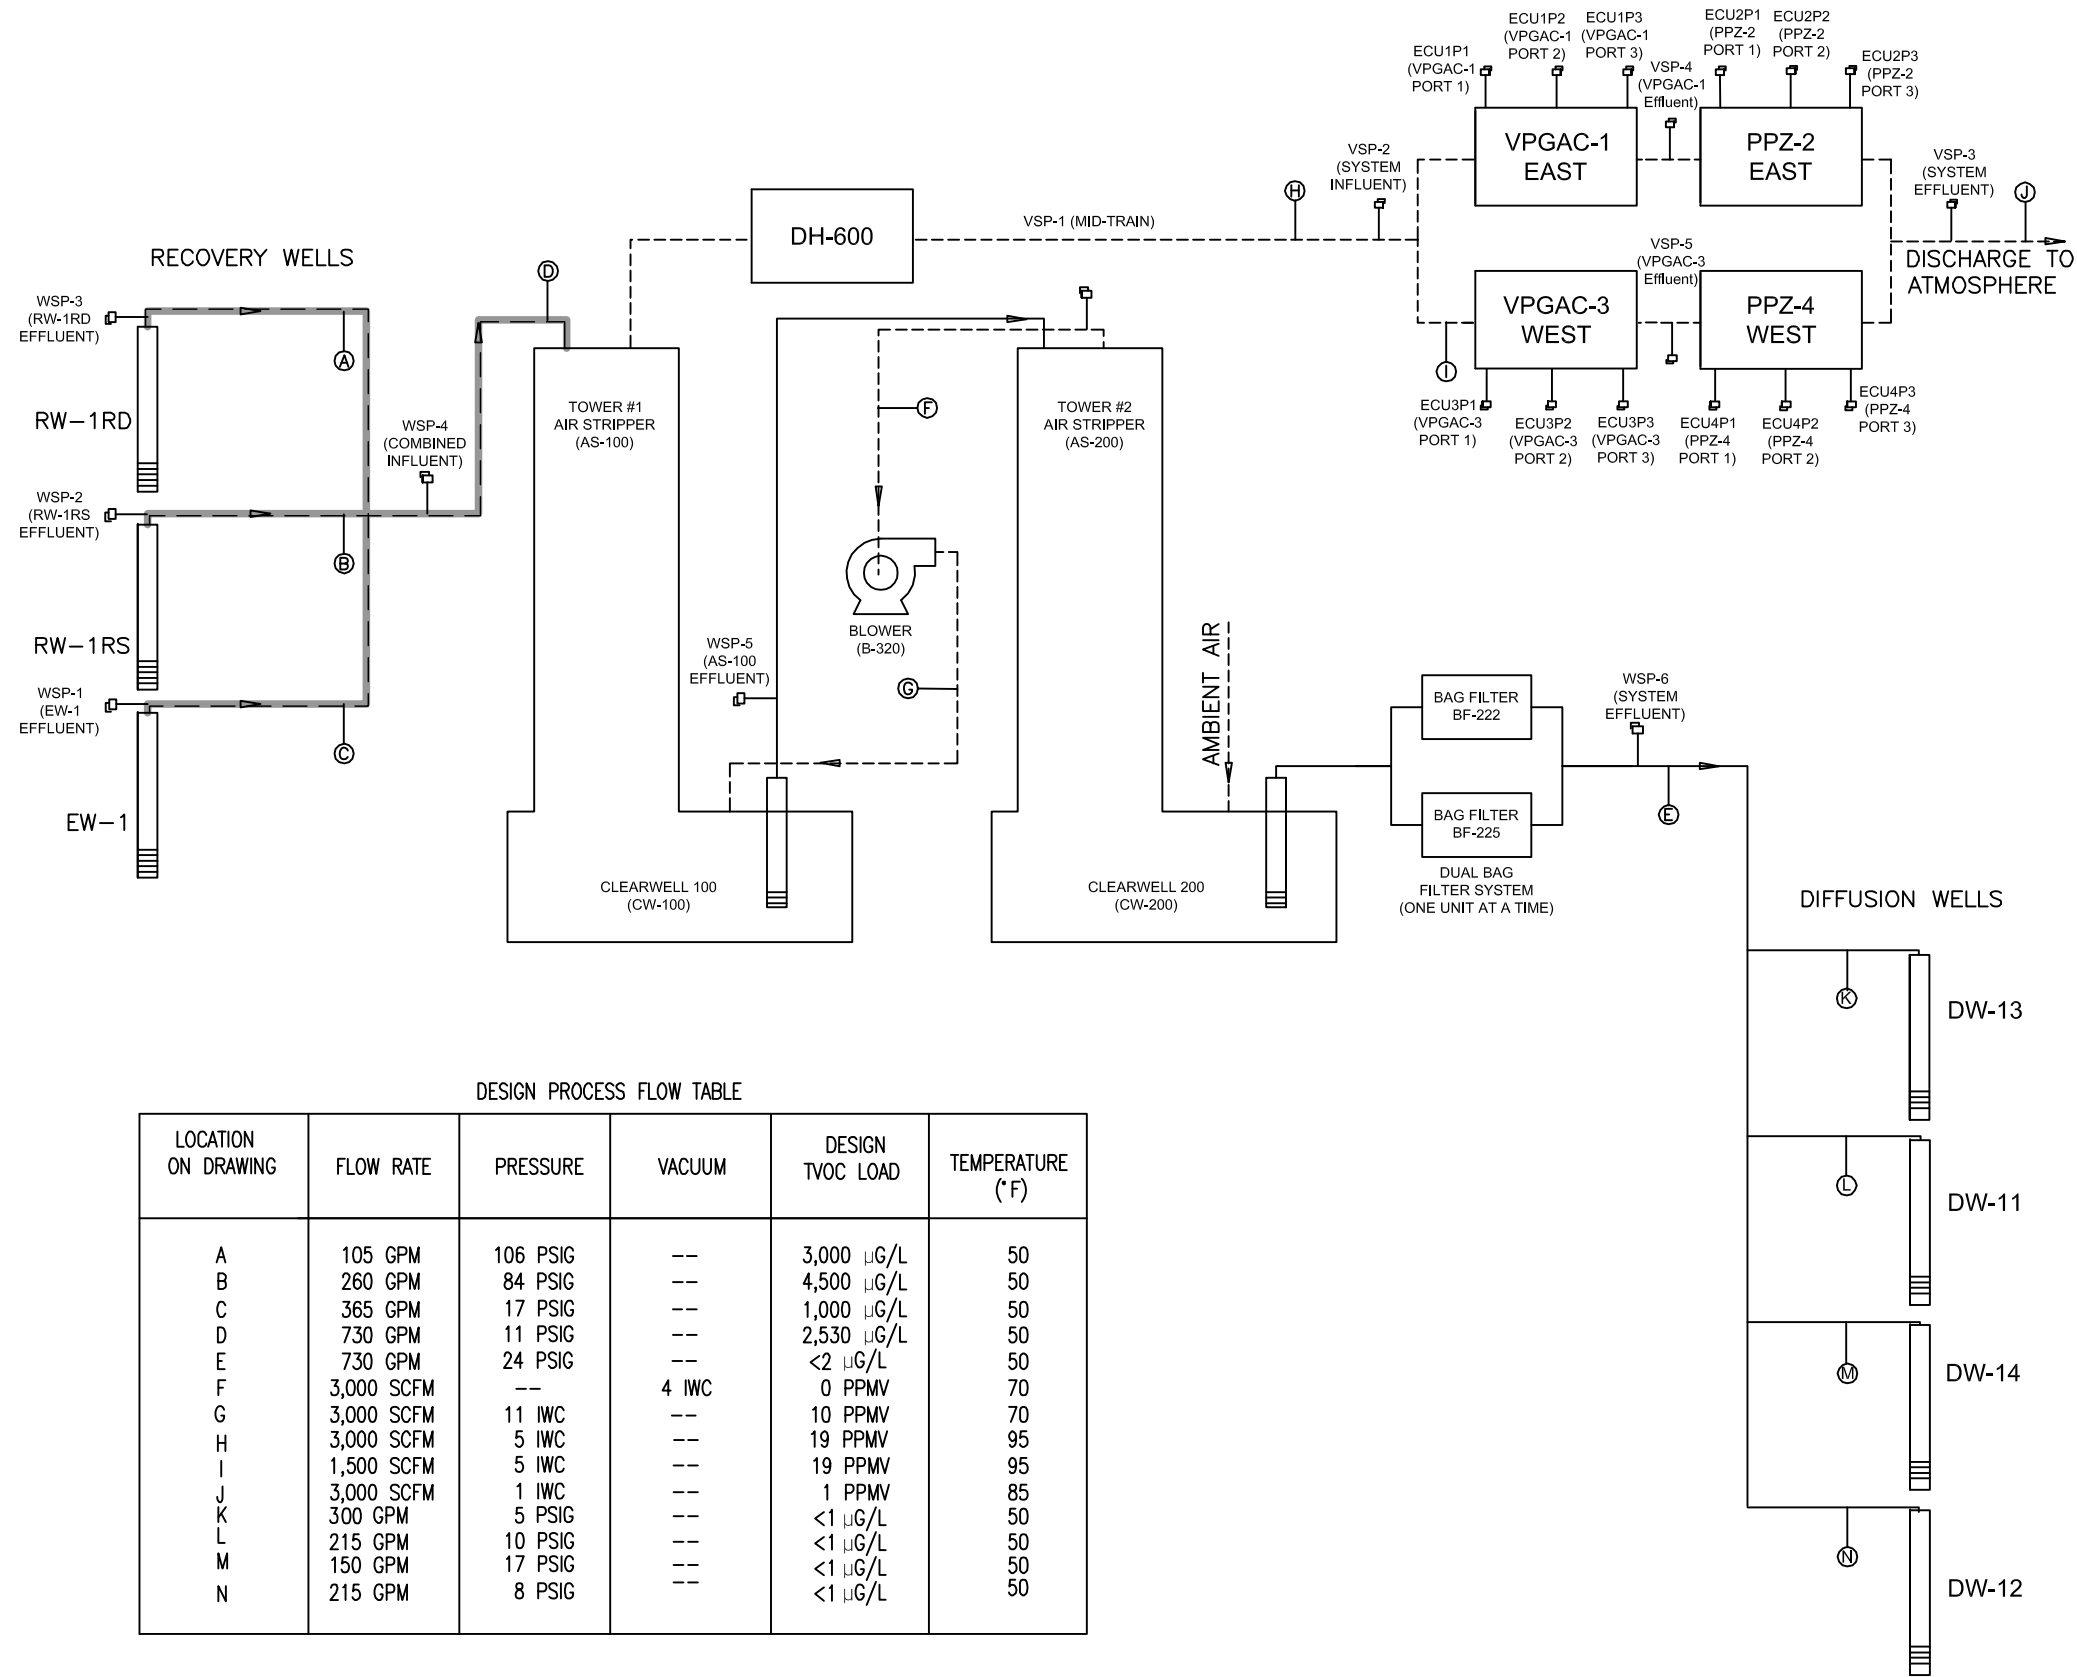 ECU1P1
(VPGAC-1
PORT 1)
ECU1P2
(VPGAC-1
PORT 2)
ECU1P3
(VPGAC-1
PORT 3)
VSP-4
(VPGAC-1
Effluent)
ECU2P1
(PPZ-2
PORT 1)
ECU2P2
(PPZ-2
PORT 2)
ECU2P3
(PPZ-2
PORT 3)
VPGAC-1
EAST
PPZ-2
EAST
VSP-2
(SYSTEM
INFLUENT)
H
VSP-3
(SYSTEM
EFFLUENT)
J
DISCHARGE TO
ATMOSPHERE
DH-600
VSP-1 (MID-TRAIN)
VSP-5
(VPGAC-3
Effluent)
VPGAC-3
WEST
PPZ-4
WEST
I
ECU3P1
(VPGAC-3
PORT 1)
ECU3P2
(VPGAC-3
PORT 2)
ECU3P3
(VPGAC-3
PORT 3)
ECU4P1
(PPZ-4
PORT 1)
ECU4P2
(PPZ-4
PORT 2)
ECU4P3
(PPZ-4
PORT 3)
RECOVERY WELLS
WSP-3
(RW-1RD
EFFLUENT)
A
RW-1RD
D
WSP-4
(COMBINED
INFLUENT)
WSP-2
(RW-1RS
EFFLUENT)
B
RW-1RS
WSP-1
(EW-1
EFFLUENT)
C
EW-1
TOWER #1
AIR STRIPPER
(AS-100)
F
TOWER #2
AIR STRIPPER
(AS-200)
BLOWER
(B-320)
WSP-5
(AS-100
EFFLUENT)
G
AMBIENT AIR
CLEARWELL 100
(CW-100)
CLEARWELL 200
(CW-200)
BAG FILTER
BF-222
BAG FILTER
BF-225
DUAL BAG
FILTER SYSTEM
(ONE UNIT AT A TIME)
WSP-6
(SYSTEM
EFFLUENT)
E
DIFFUSION WELLS
K
DW-13
L
DW-11
M
DW-14
N
DW-12
DESIGN PROCESS FLOW TABLE
LOCATION
ON DRAWING FLOW RATE PRESSURE VACUUM DESIGN
TVOC LOAD TEMPERATURE
(°F)
A 105 GPM 106 PSIG -- 3,000 µG/L 50
B 260 GPM 84 PSIG -- 4,500 µG/L 50
C 365 GPM 17 PSIG -- 1,000 µG/L 50
D 730 GPM 11 PSIG -- 2,530 µG/L 50
E 730 GPM 24 PSIG -- <2 µG/L 50
F 3,000 SCFM -- 4 IWC 0 PPMV 70
G 3,000 SCFM 11 IWC -- 10 PPMV 70
H 3,000 SCFM 5 IWC -- 19 PPMV 95
I 1,500 SCFM 5 IWC -- 19 PPMV 95
J 3,000 SCFM 1 IWC -- 1 PPMV 85
K 300 GPM 5 PSIG -- <1 µG/L 50
L 215 GPM 10 PSIG -- <1 µG/L 50
M 150 GPM 17 PSIG -- <1 µG/L 50
N 215 GPM 8 PSIG -- <1 µG/L 50